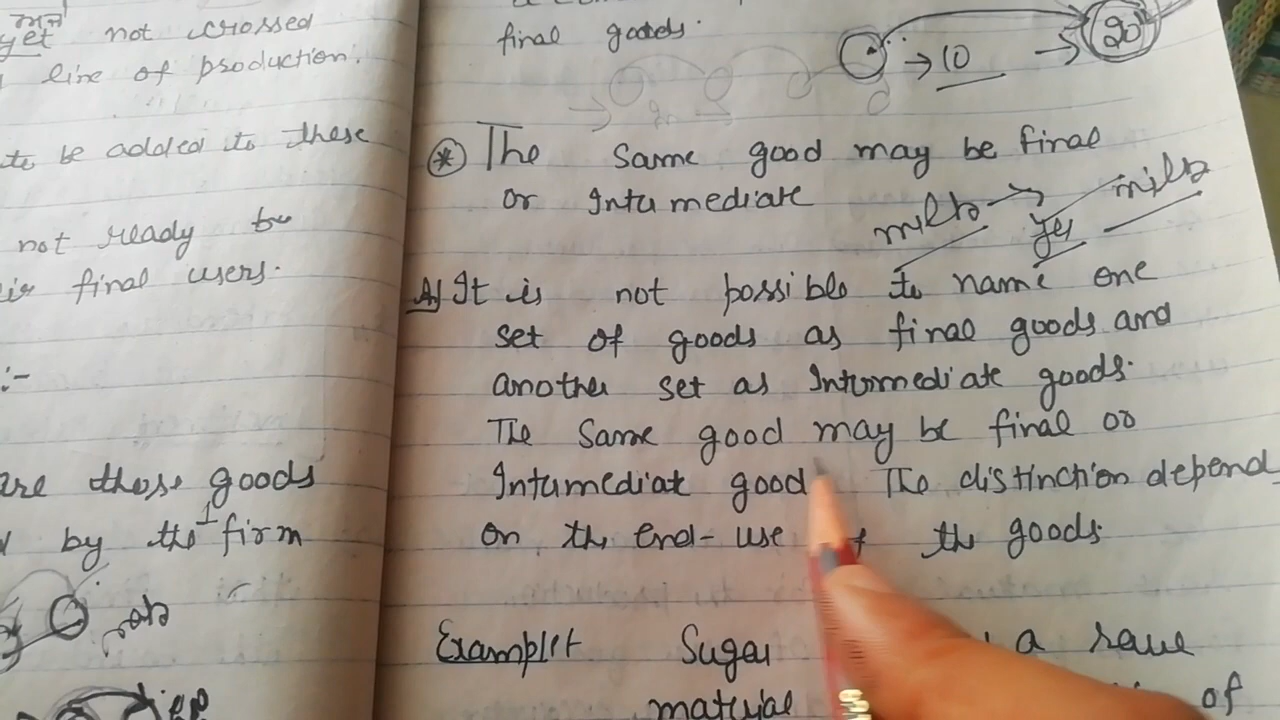 yet not crossed
line of production.
to be added to these
not ready
final users.
:-
are those goods
by the firm
final goods.
→ 10 → 20
* The same good may be final
or Intermediate
milk → milk
A) It is not possible to name one
set of goods as final goods and
another set as Intermediate goods.
The same good may be final or
Intermediate good The distinction depend
on the end-use the goods.
Example Sugar a raw
material of